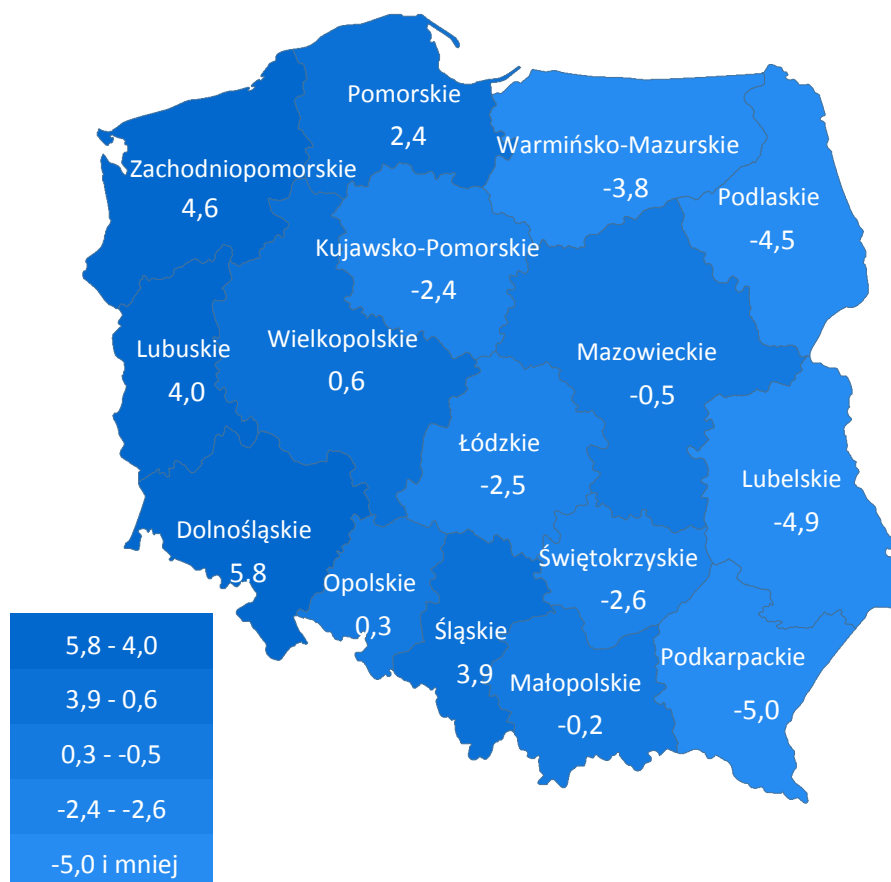 Pomorskie
2,4
Warmińsko-Mazurskie
-3,8
Zachodniopomorskie
4,6
Podlaskie
-4,5
Kujawsko-Pomorskie
-2,4
Wielkopolskie
0,6
Lubuskie
4,0
Mazowieckie
-0,5
Łódzkie
-2,5
Lubelskie
-4,9
Dolnośląskie
5,8
Opolskie
0,3
Świętokrzyskie
-2,6
Śląskie
3,9
Małopolskie
-0,2
Podkarpackie
-5,0
5,8 - 4,0
3,9 - 0,6
0,3 - -0,5
-2,4 - -2,6
-5,0 i mniej